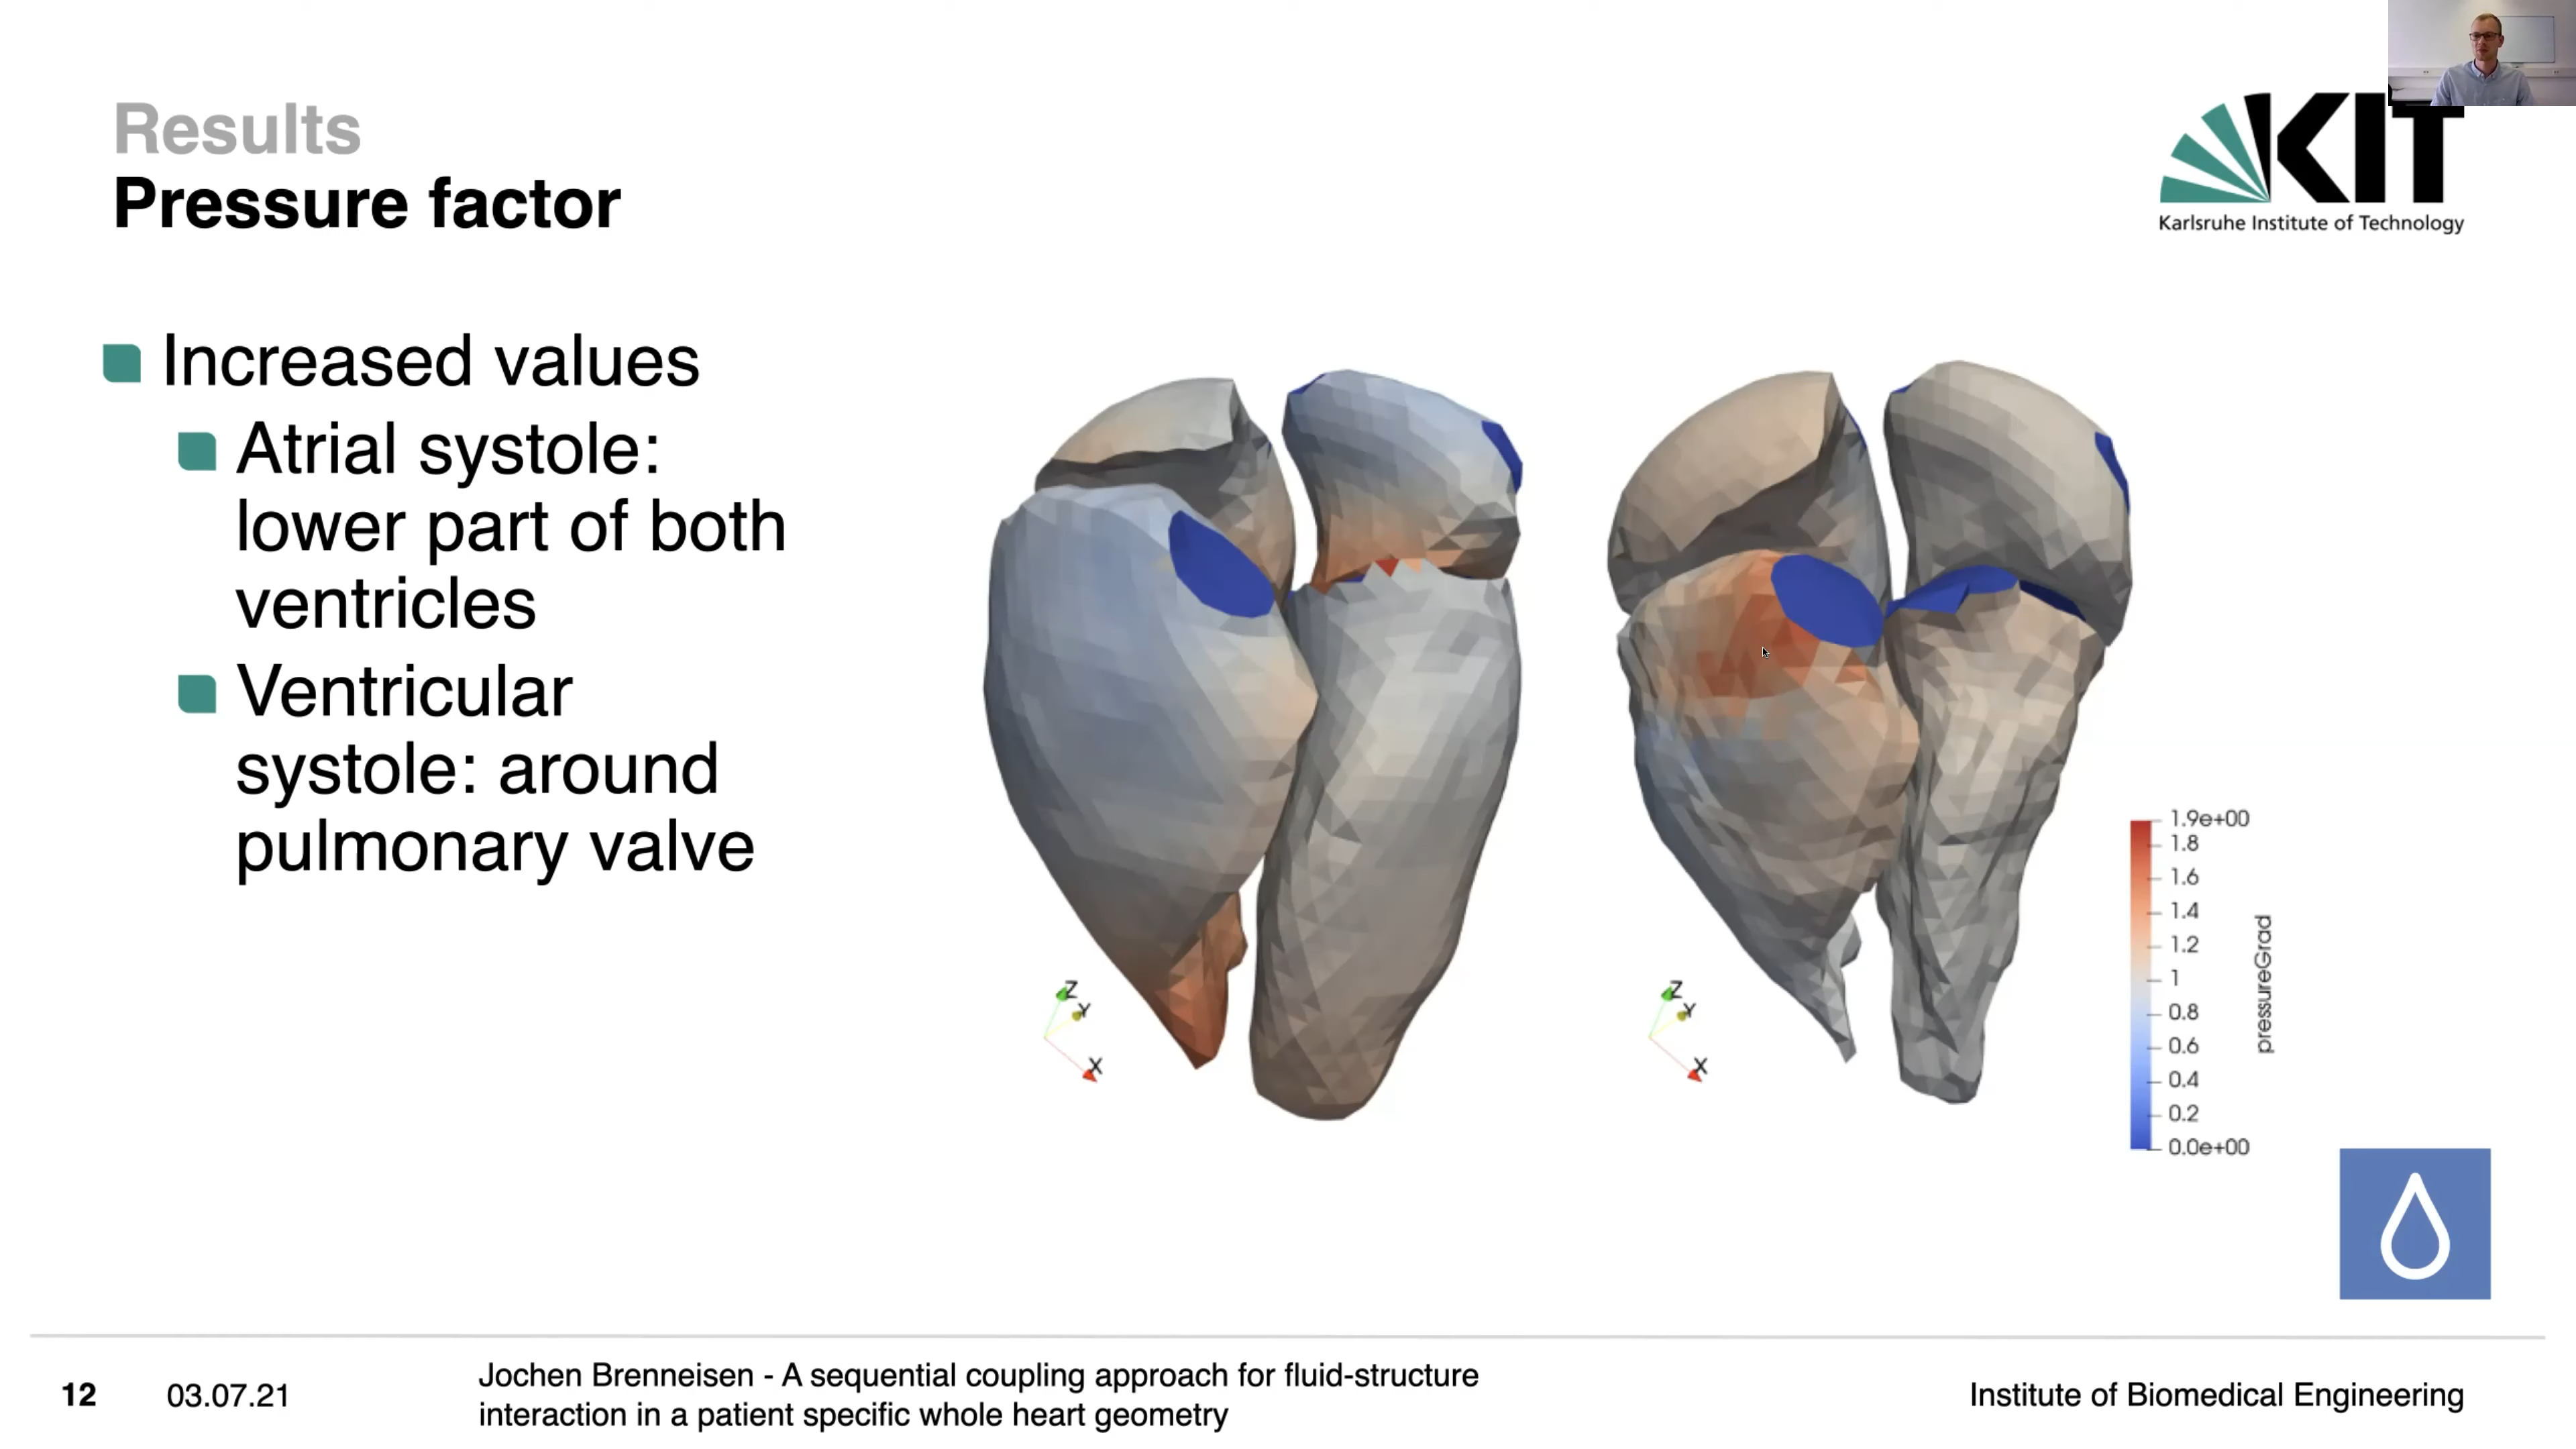 Results
Pressure factor
KIT
Karlsruhe Institute of Technology
Increased values
Atrial systole:
lower part of both
ventricles
Ventricular
systole: around
pulmonary valve
Z
Y
X
Z
Y
X
1.9e+00
1.8
1.6
1.4
1.2
1
0.8
0.6
0.4
0.2
0.0e+00
pressureGrad
12
03.07.21
Jochen Brenneisen - A sequential coupling approach for fluid-structure
interaction in a patient specific whole heart geometry
Institute of Biomedical Engineering